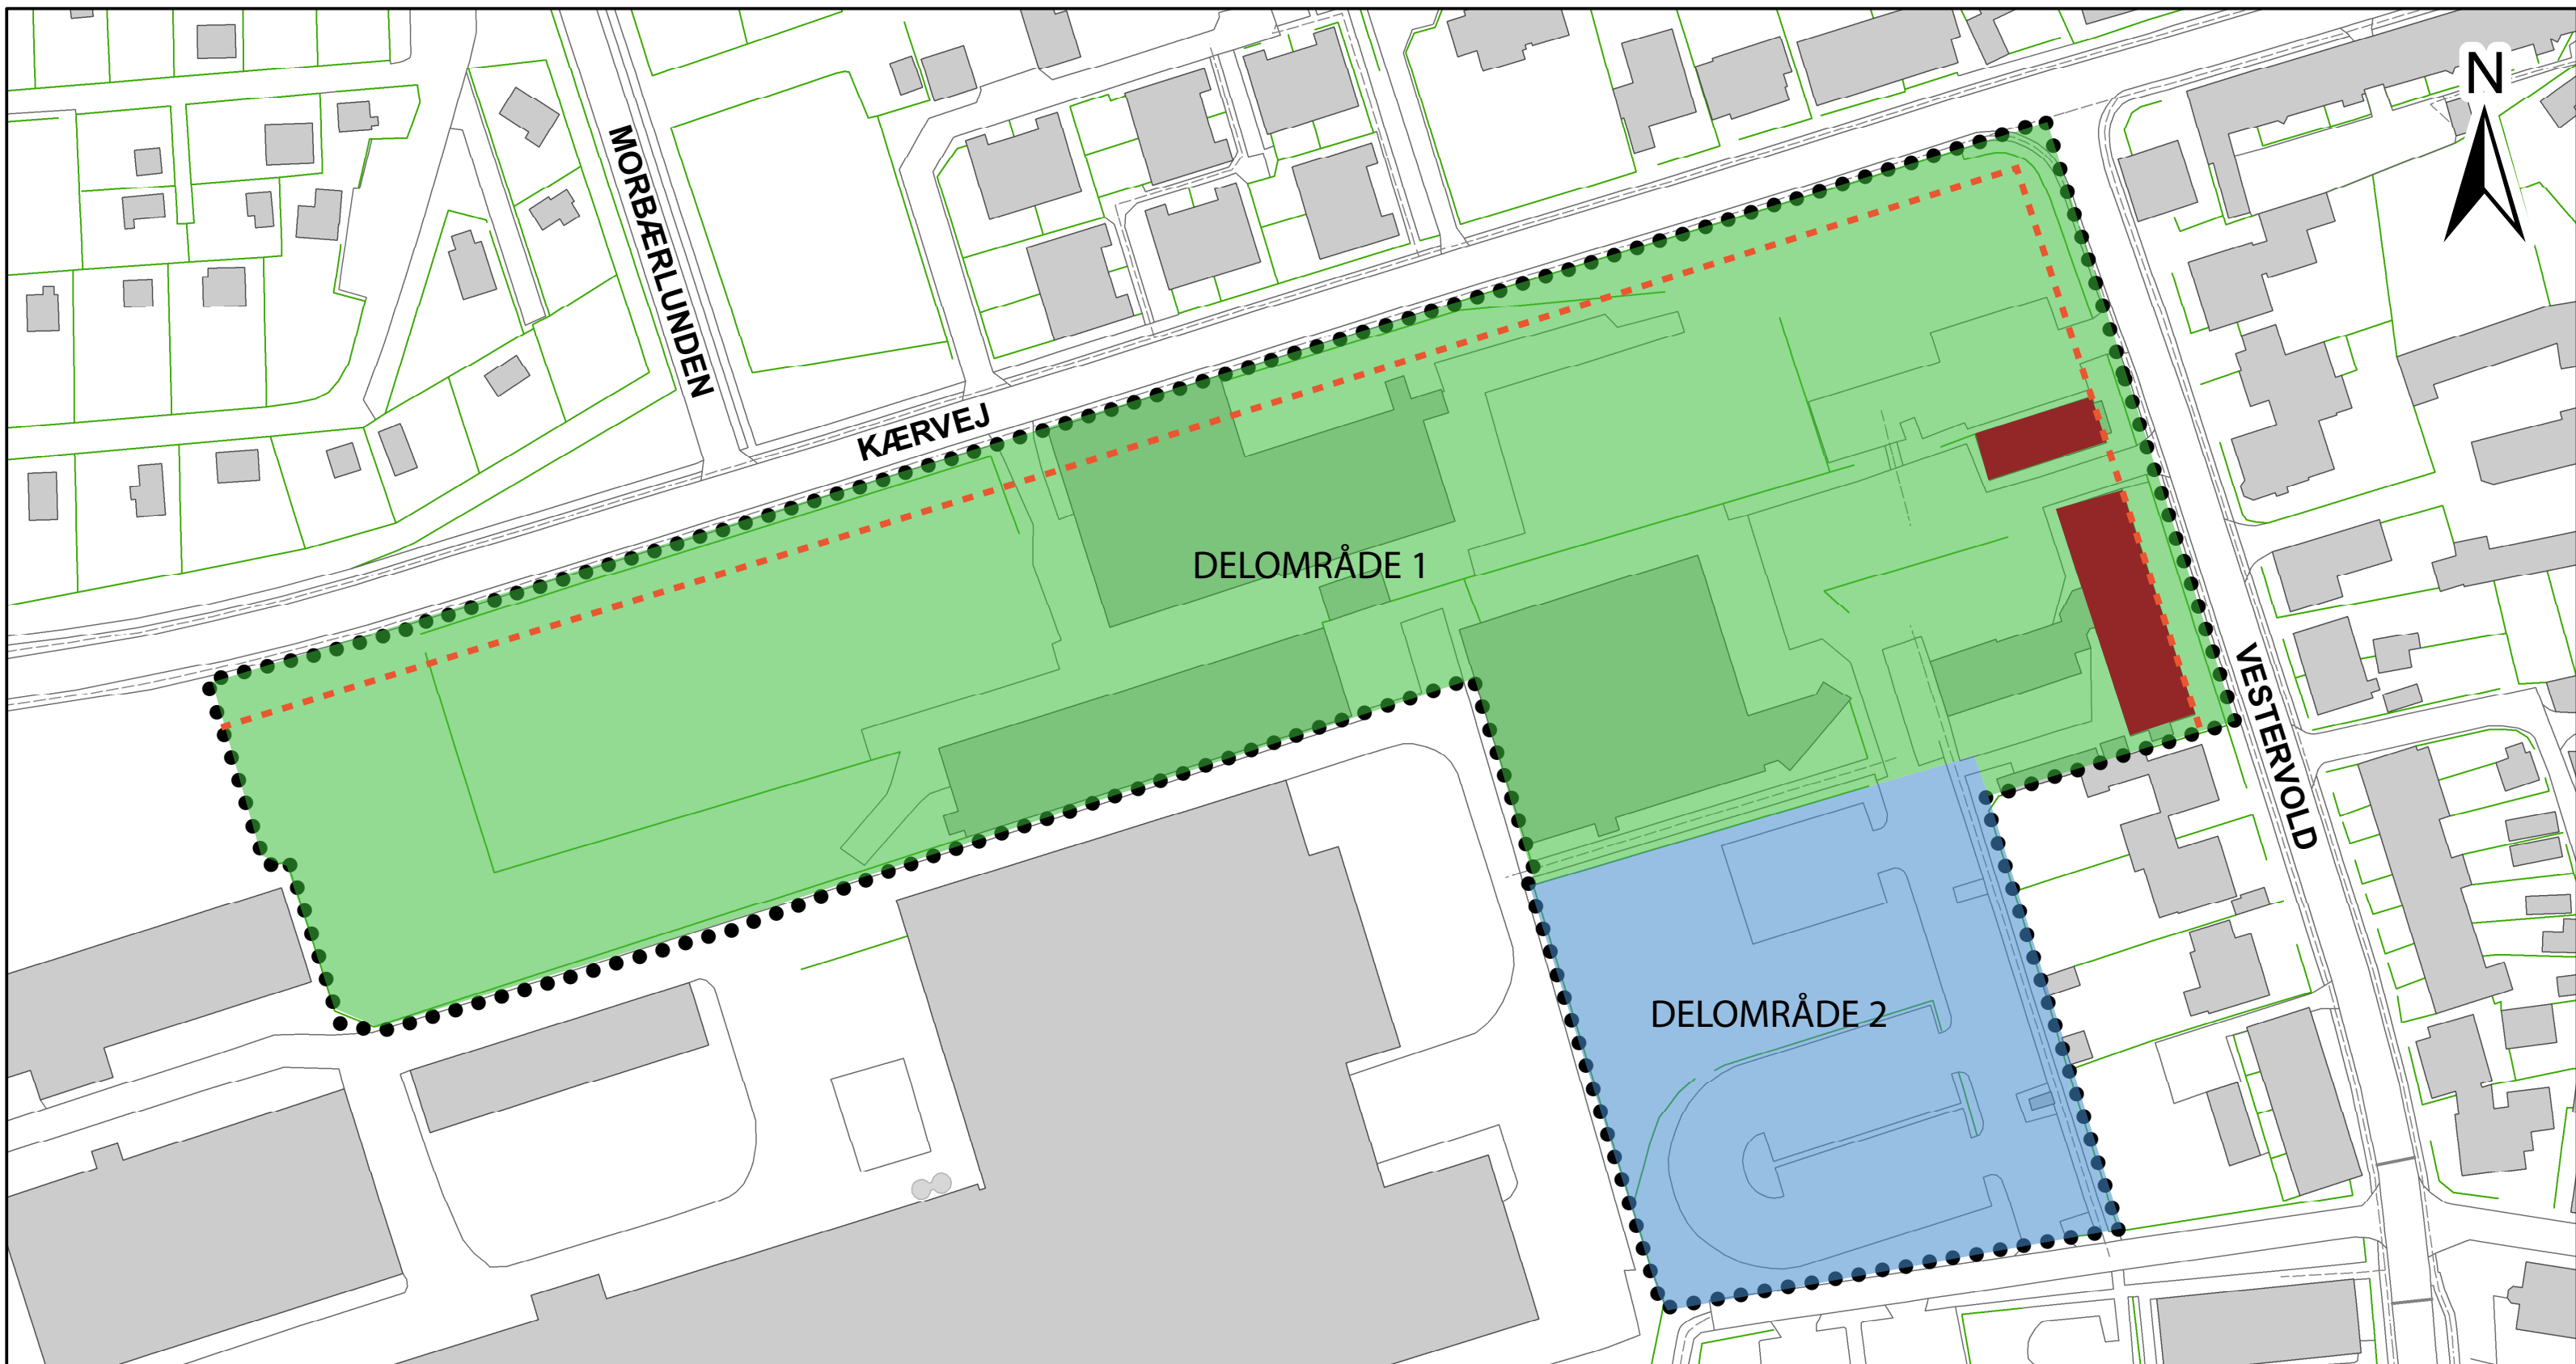 N
MORBÆRLUNDEN
KÆRVEJ
DELOMRÅDE 1
VESTERVOLD
DELOMRÅDE 2